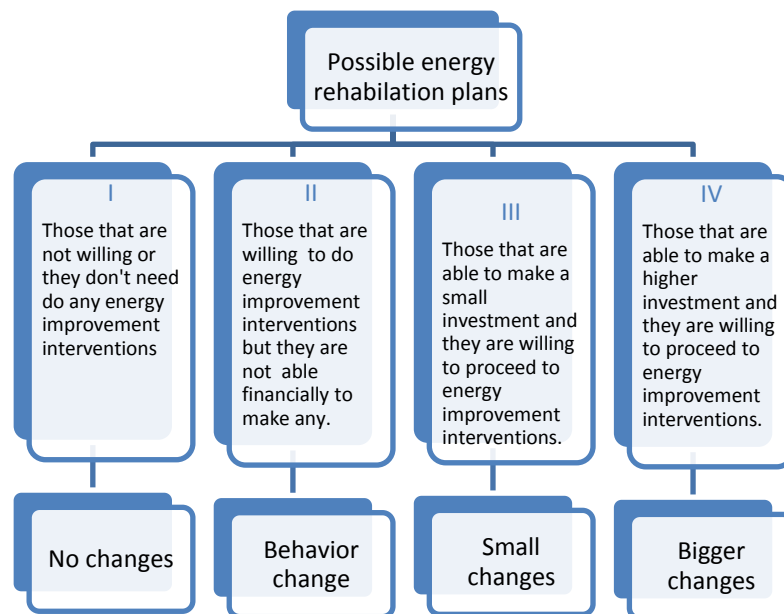 Possible energy
rehabilation plans
I
Those that are
not willing or
they don't need
do any energy
improvement
interventions
II
Those that are
willing to do
energy
improvement
interventions
but they are
not able
financially to
make any.
III
Those that are
able to make a
small
investment and
they are willing
to proceed to
energy
improvement
interventions.
IV
Those that are
able to make a
higher
investment and
they are willing
to proceed to
energy
improvement
interventions.
No changes
Behavior
change
Small
changes
Bigger
changes